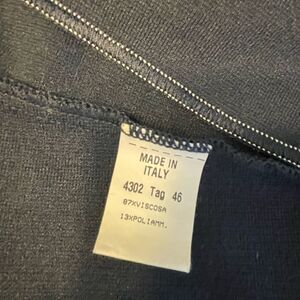 MADE IN
ITALY
4302 Tag 46
87%VISCOSA
13%POLIAMM.